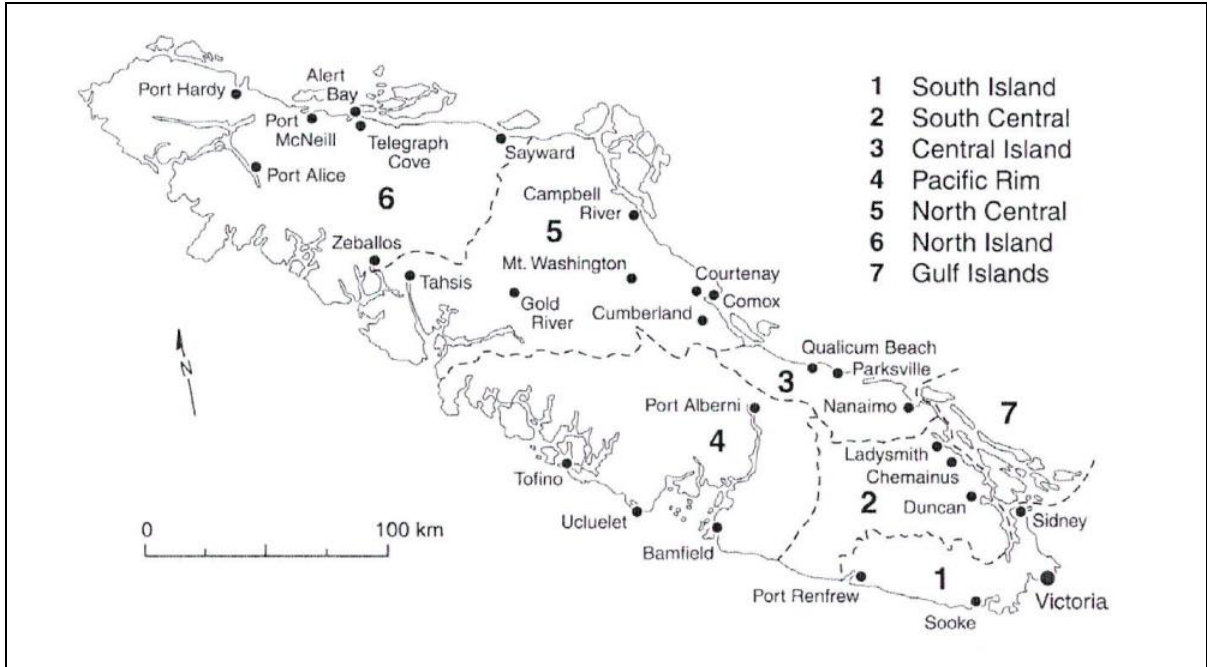 Port Hardy
Alert
Bay
Port
McNeill
Telegraph
Cove
Port Alice
6
Sayward
Campbell
River
5
Zeballos
Tahsis
Mt. Washington
Gold
River
Courtenay
Comox
Cumberland
Qualicum Beach
Parksville
3
Nanaimo
7
Port Alberni
4
Ladysmith
Chemainus
2
Duncan
Sidney
Tofino
Ucluelet
Bamfield
Port Renfrew
1
Sooke
Victoria
1 South Island
2 South Central
3 Central Island
4 Pacific Rim
5 North Central
6 North Island
7 Gulf Islands
N
0 100 km